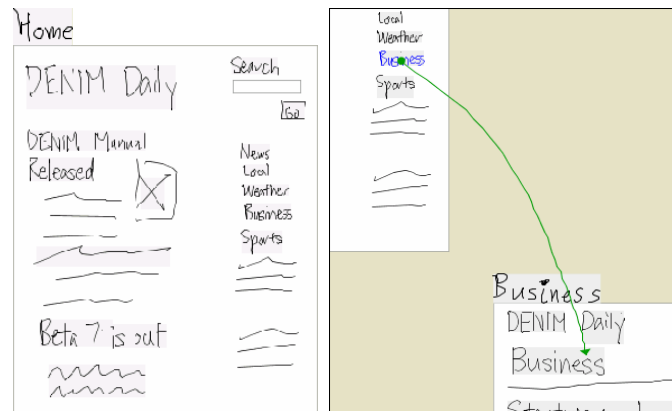 Home
DENIM Daily
Search
Go
DENIM Manual
Released
News
Local
Weather
Business
Sports
Beta 7 is out
Local
Weather
Business
Sports
Business
DENIM Daily
Business